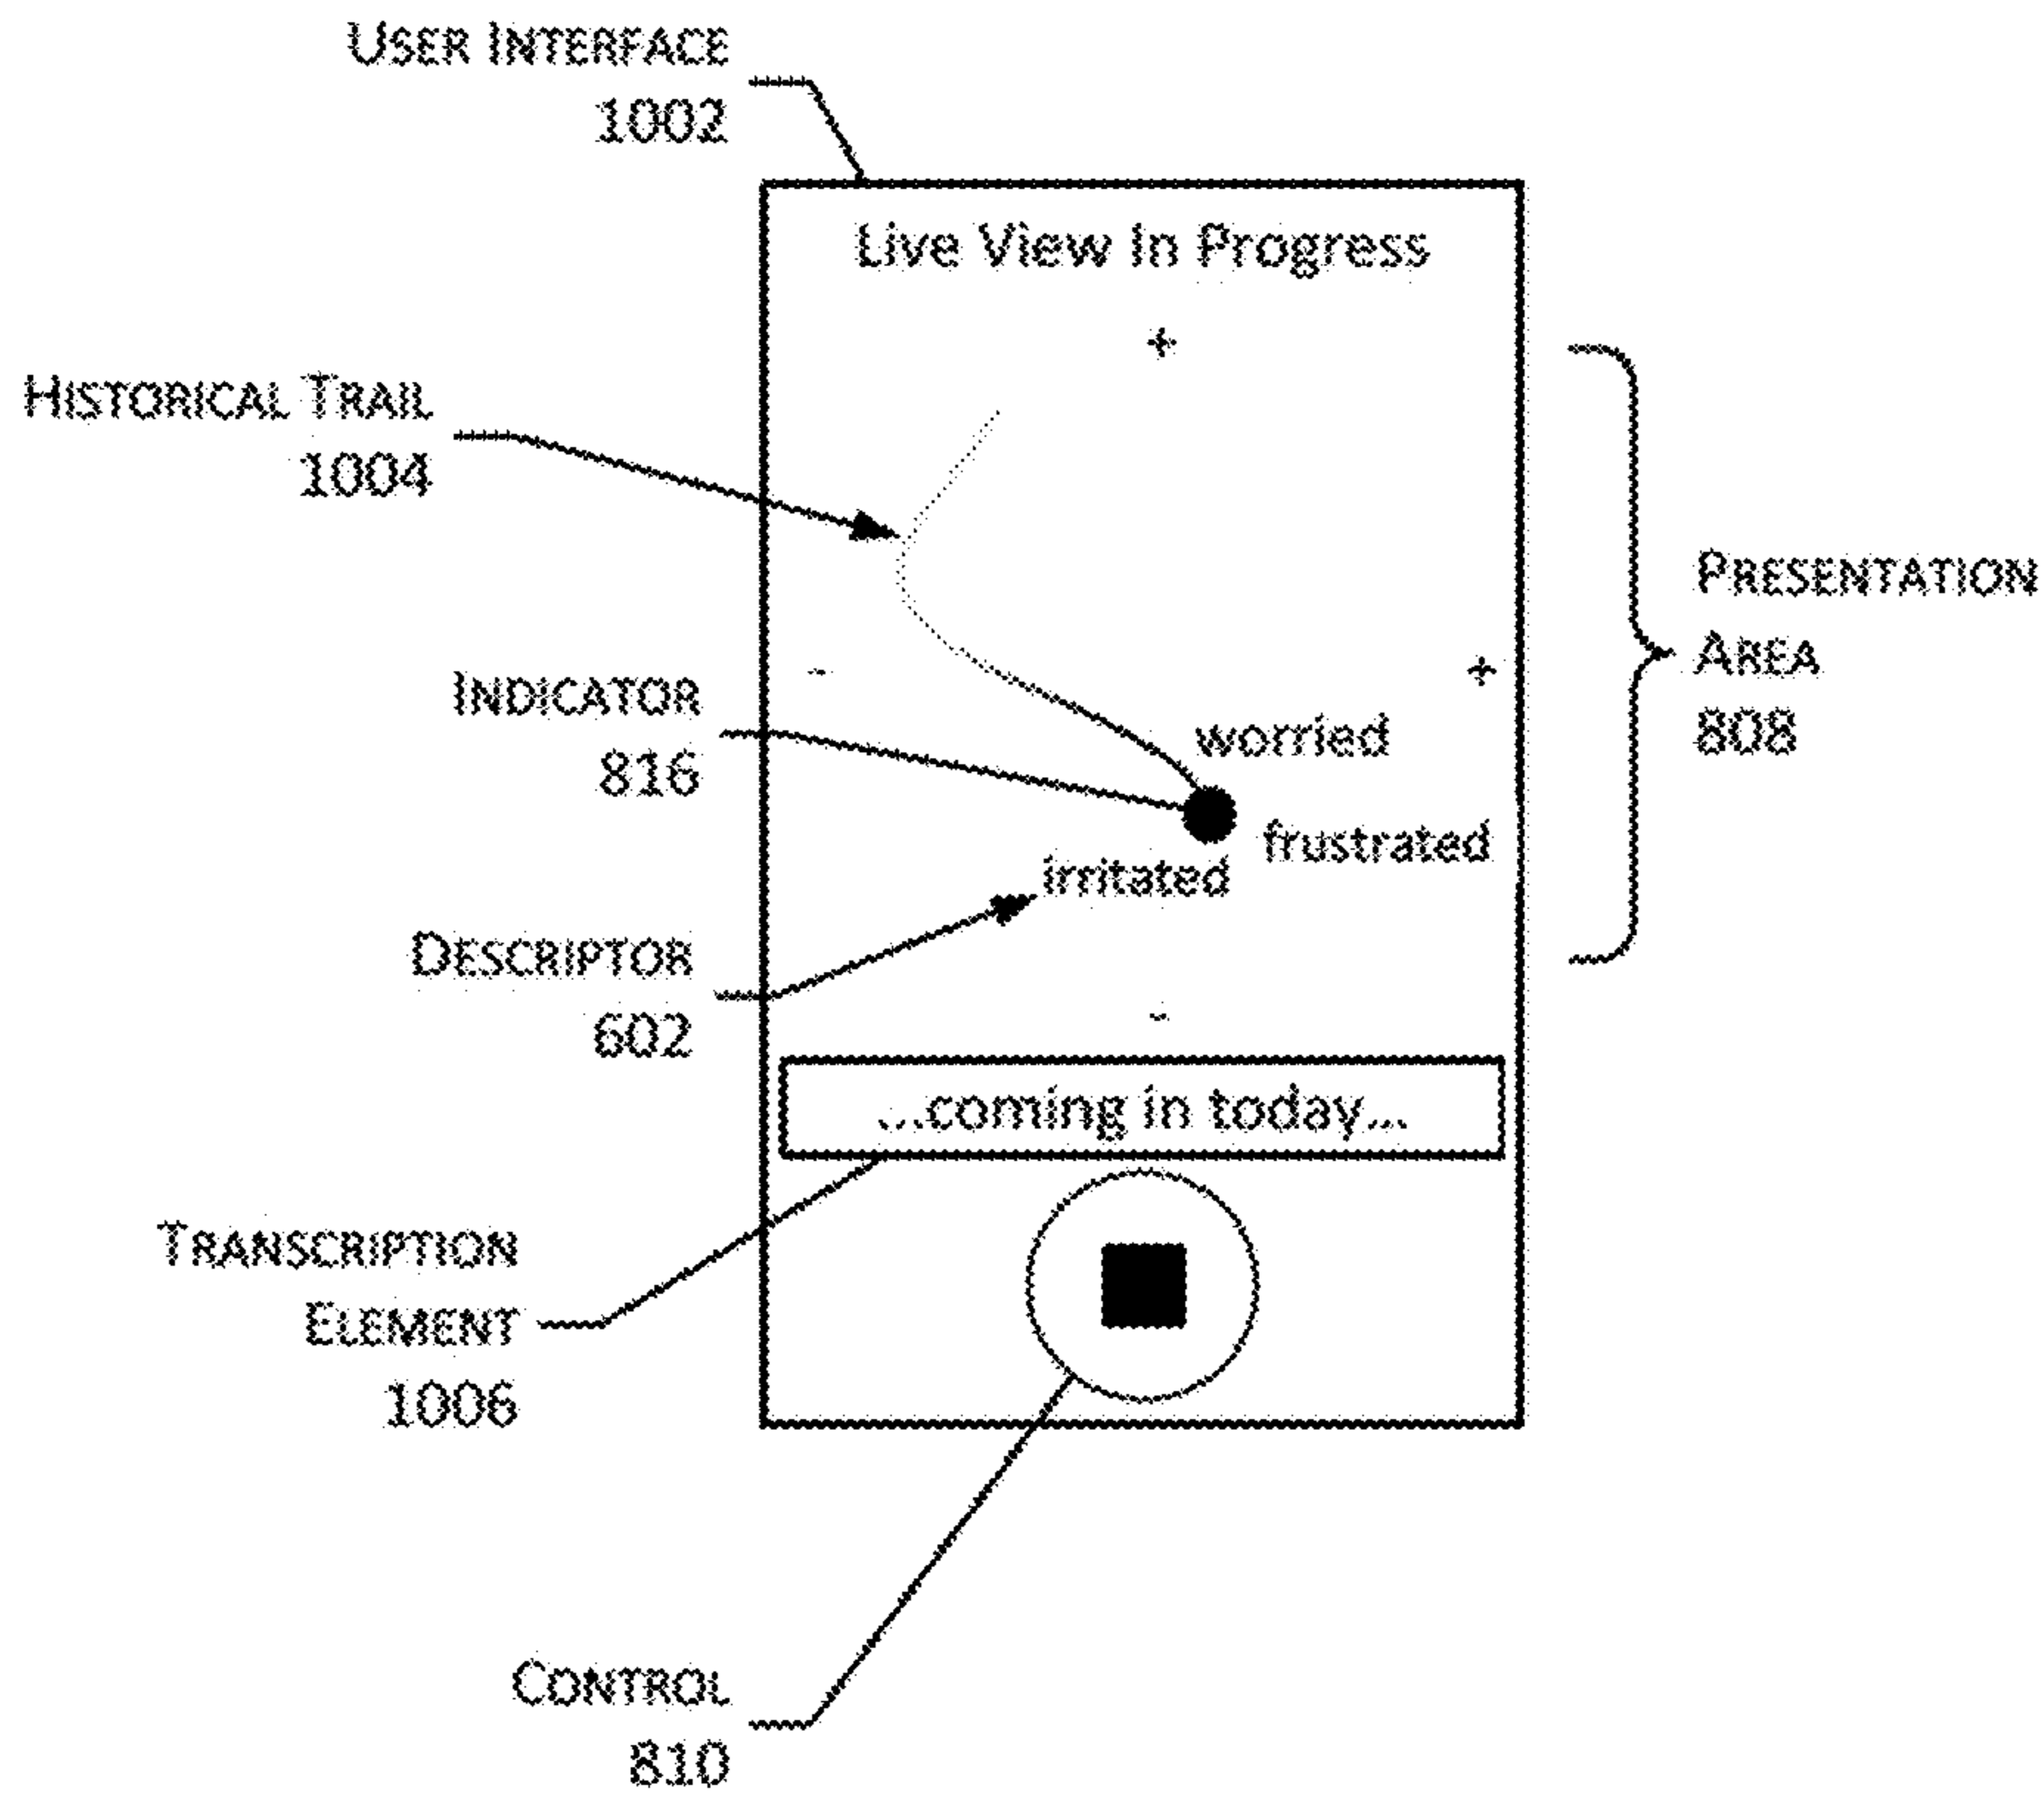 USER INTERFACE
1002
Live View In Progress
+
HISTORICAL TRAIL
1004
PRESENTATION
AREA
808
-
+
INDICATOR
816
worried
frustrated
irritated
DESCRIPTOR
602
-
...coming in today...
TRANSCRIPTION
ELEMENT
1006
CONTROL
810